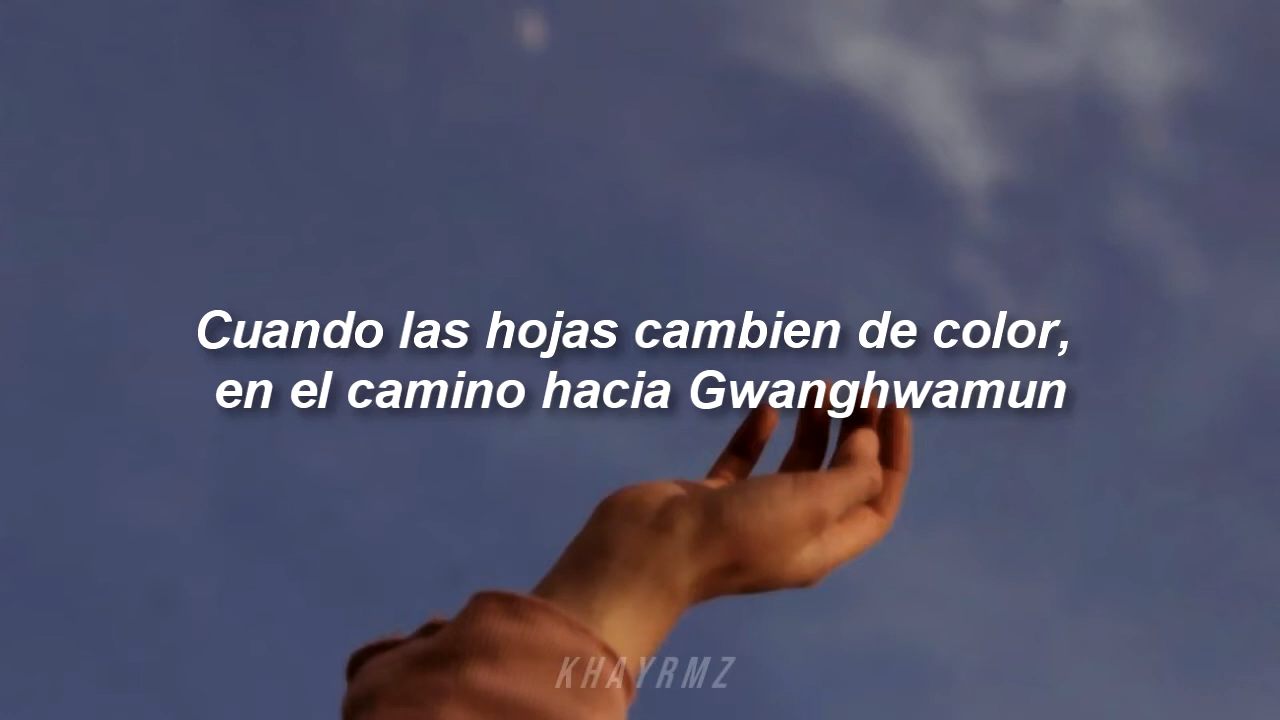 Cuando las hojas cambien de color,
en el camino hacia Gwanghwamun
KHAYRMZ